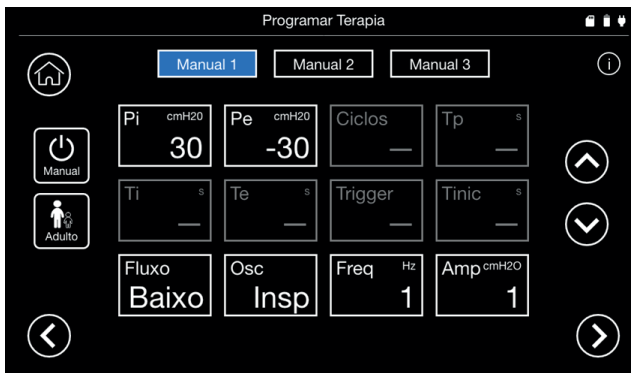 Programar Terapia
Manual 1 Manual 2 Manual 3
i
Pi cmH20 Pe cmH20 Ciclos Tp s
30 -30 — —
Manual
Ti s Te s Trigger Tinic s
— — — —
Adulto
Fluxo Osc Freq Hz Amp cmH2O
Baixo Insp 1 1